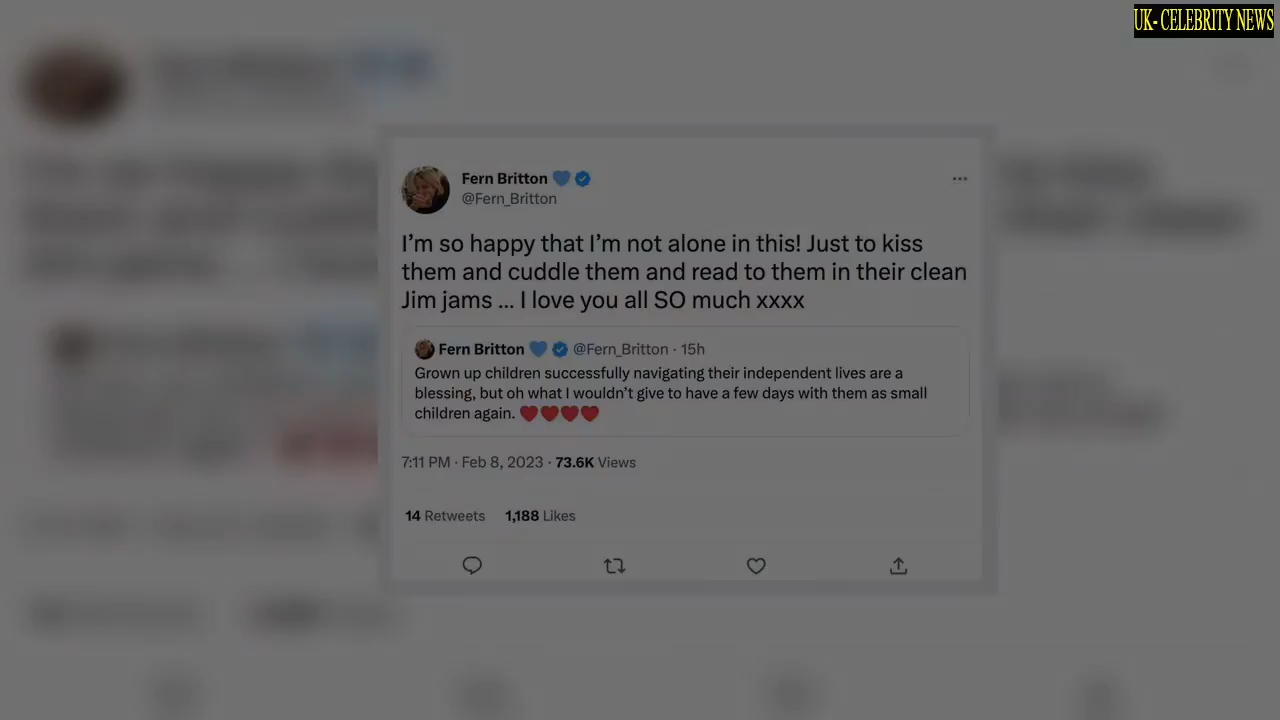 UK- CELEBRITY NEWS
Fern Britton 💙
@Fern_Britton
I’m so happy that I’m not alone in this! Just to kiss
them and cuddle them and read to them in their clean
Jim jams ... I love you all SO much xxxx
Fern Britton 💙 @Fern_Britton · 15h
Grown up children successfully navigating their independent lives are a
blessing, but oh what I wouldn’t give to have a few days with them as small
children again. ❤️❤️❤️❤️
7:11 PM · Feb 8, 2023 · 73.6K Views
14 Retweets 1,188 Likes